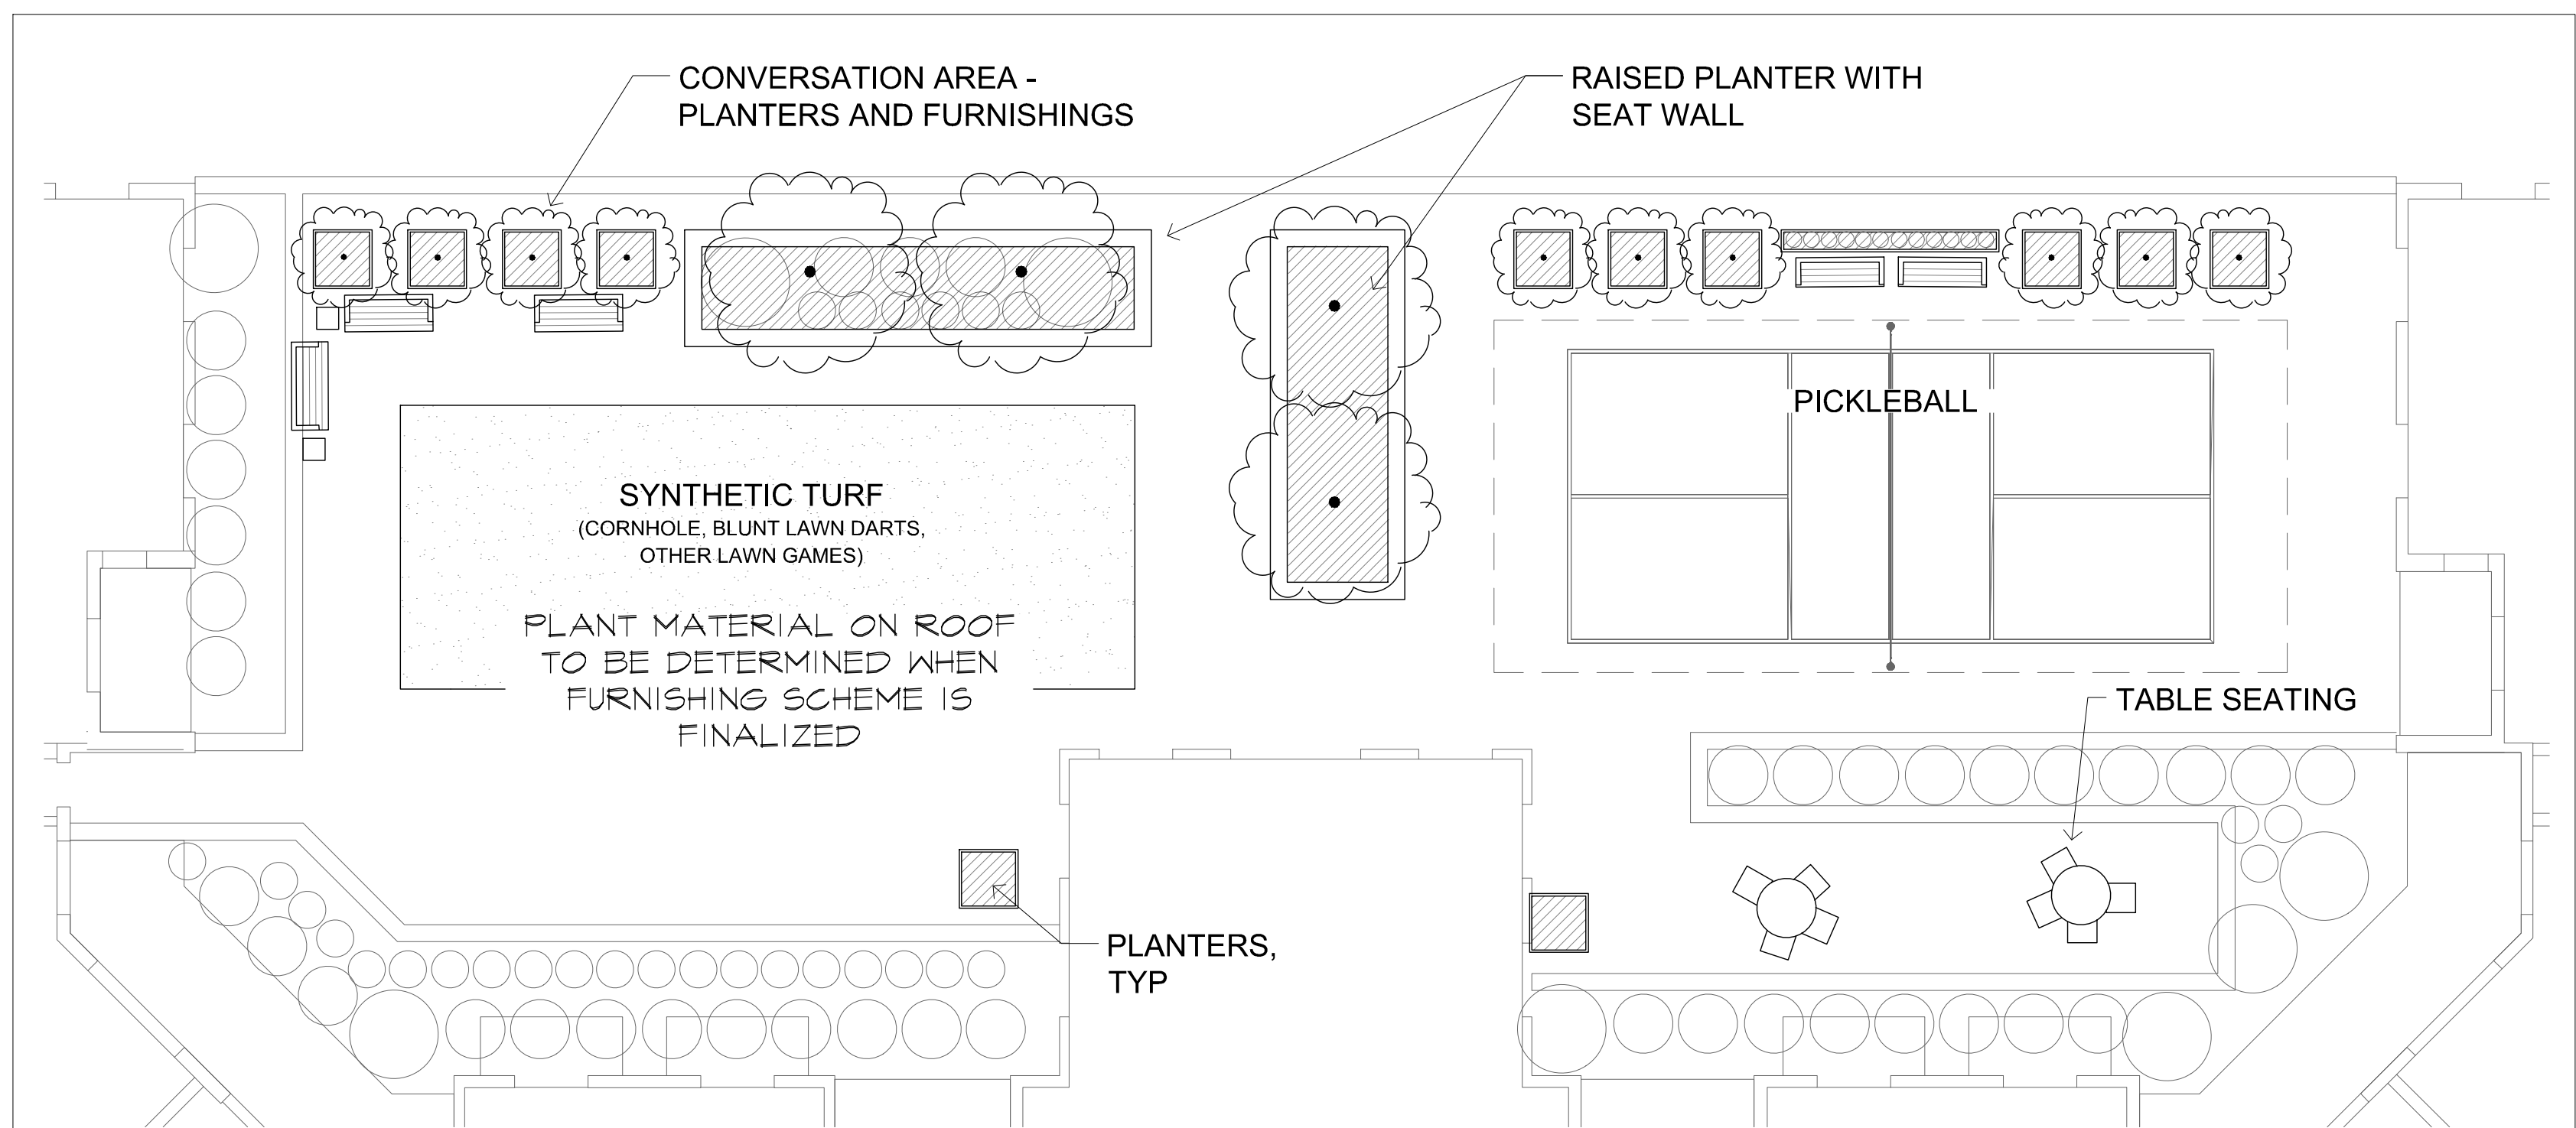 CONVERSATION AREA -
PLANTERS AND FURNISHINGS
RAISED PLANTER WITH
SEAT WALL
PICKLEBALL
SYNTHETIC TURF
(CORNHOLE, BLUNT LAWN DARTS,
OTHER LAWN GAMES)
PLANT MATERIAL ON ROOF
TO BE DETERMINED WHEN
FURNISHING SCHEME IS
FINALIZED
TABLE SEATING
PLANTERS,
TYP